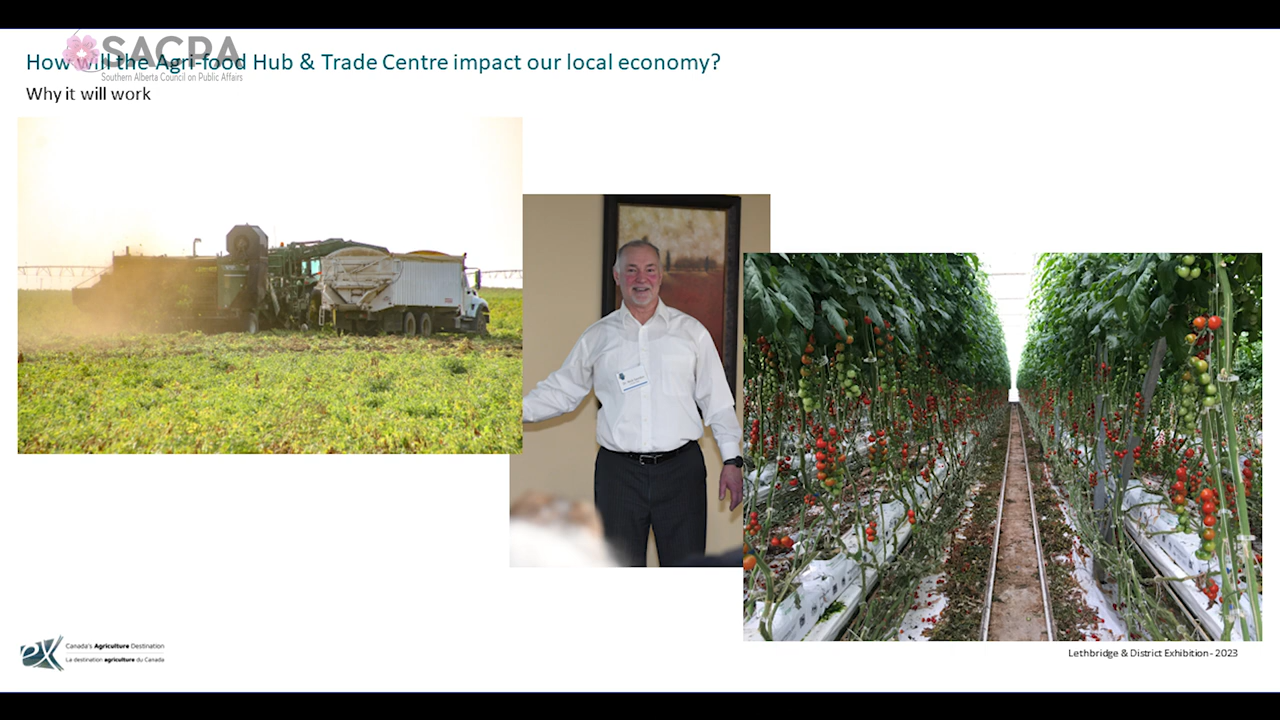 SACPA
Southern Alberta Council on Public Affairs
How will the Agri-food Hub & Trade Centre impact our local economy?
Why it will work
ex
Canada's Agriculture Destination
La destination agriculture du Canada
Lethbridge & District Exhibition - 2023